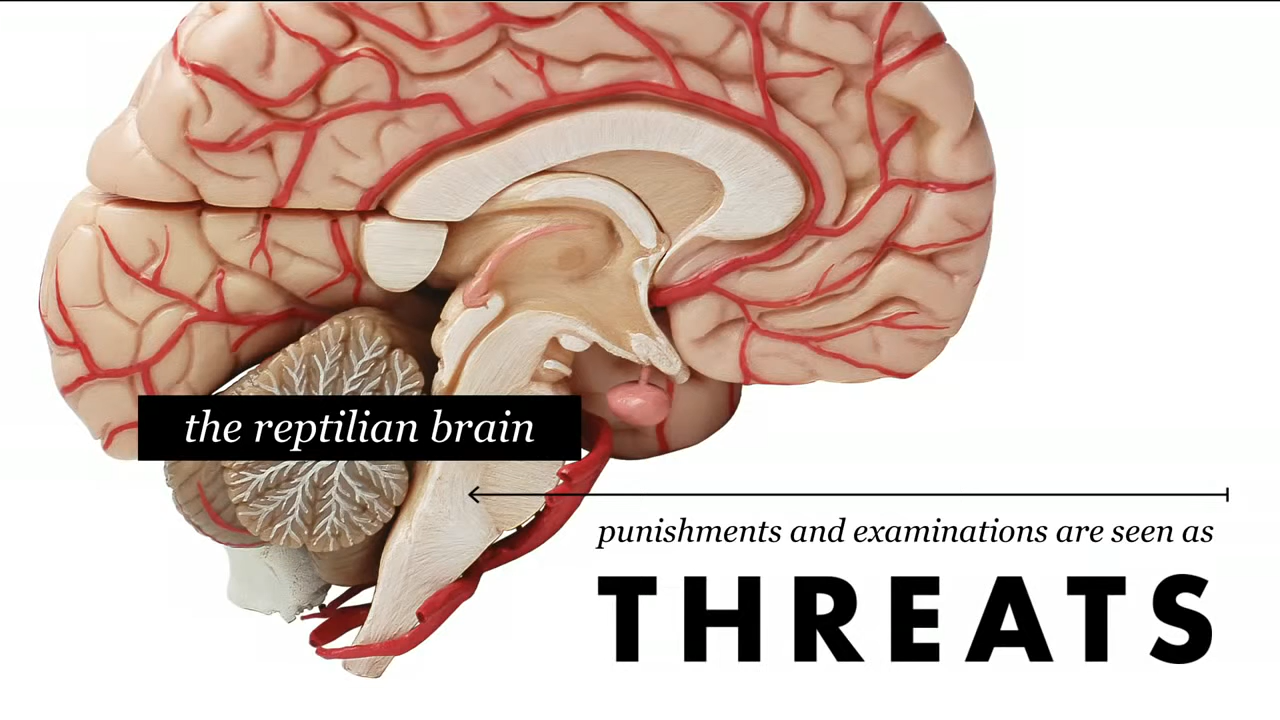 the reptilian brain
punishments and examinations are seen as
THREATS